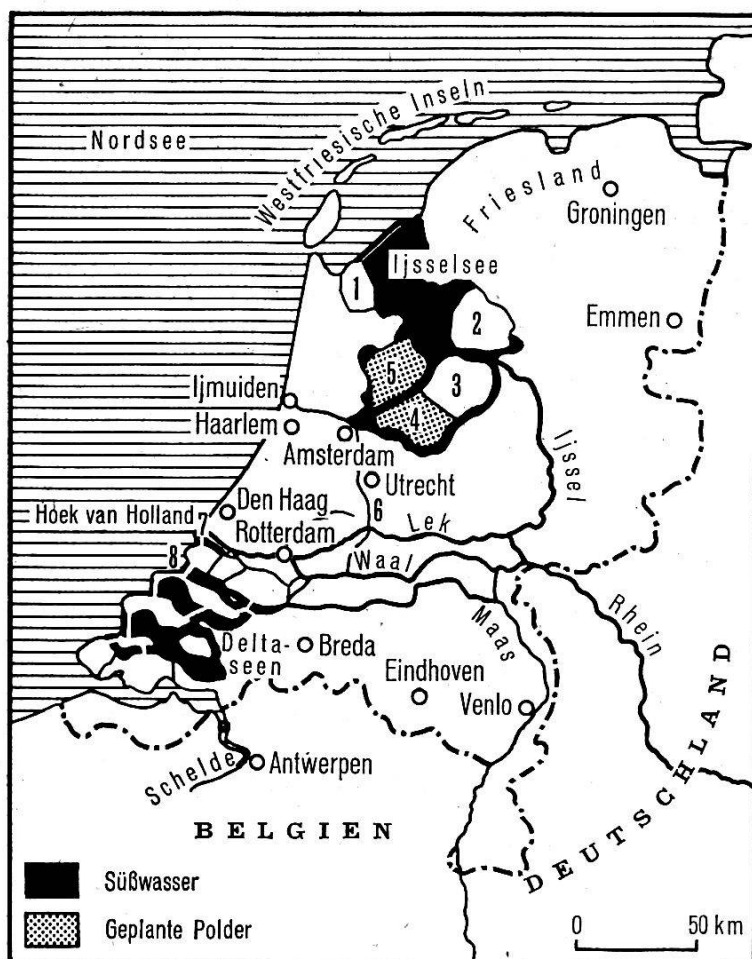 Nordsee
Westfriesische Inseln
Friesland
Groningen
Ijsselsee
1
2
Emmen
5
3
4
Ijmuiden
Haarlem
Amsterdam
Utrecht
Ijssel
Den Haag
6
Hoek van Holland
Rotterdam
Lek
8
Waal
Rhein
Maas
Delta-
seen
Breda
Eindhoven
Venlo
Schelde
Antwerpen
BELGIEN
DEUTSCHLAND
Süßwasser
Geplante Polder
0 50 km